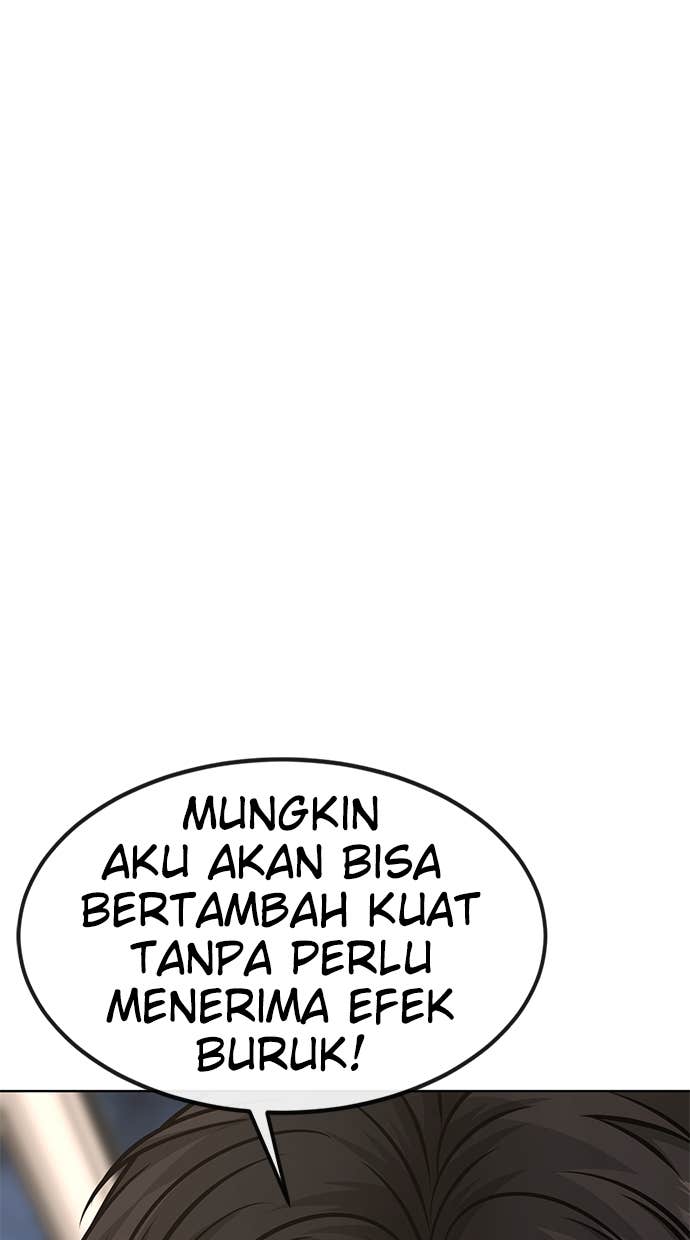 MUNGKIN
AKU AKAN BISA
BERTAMBAH KUAT
TANPA PERLU
MENERIMA EFEK
BURUK!